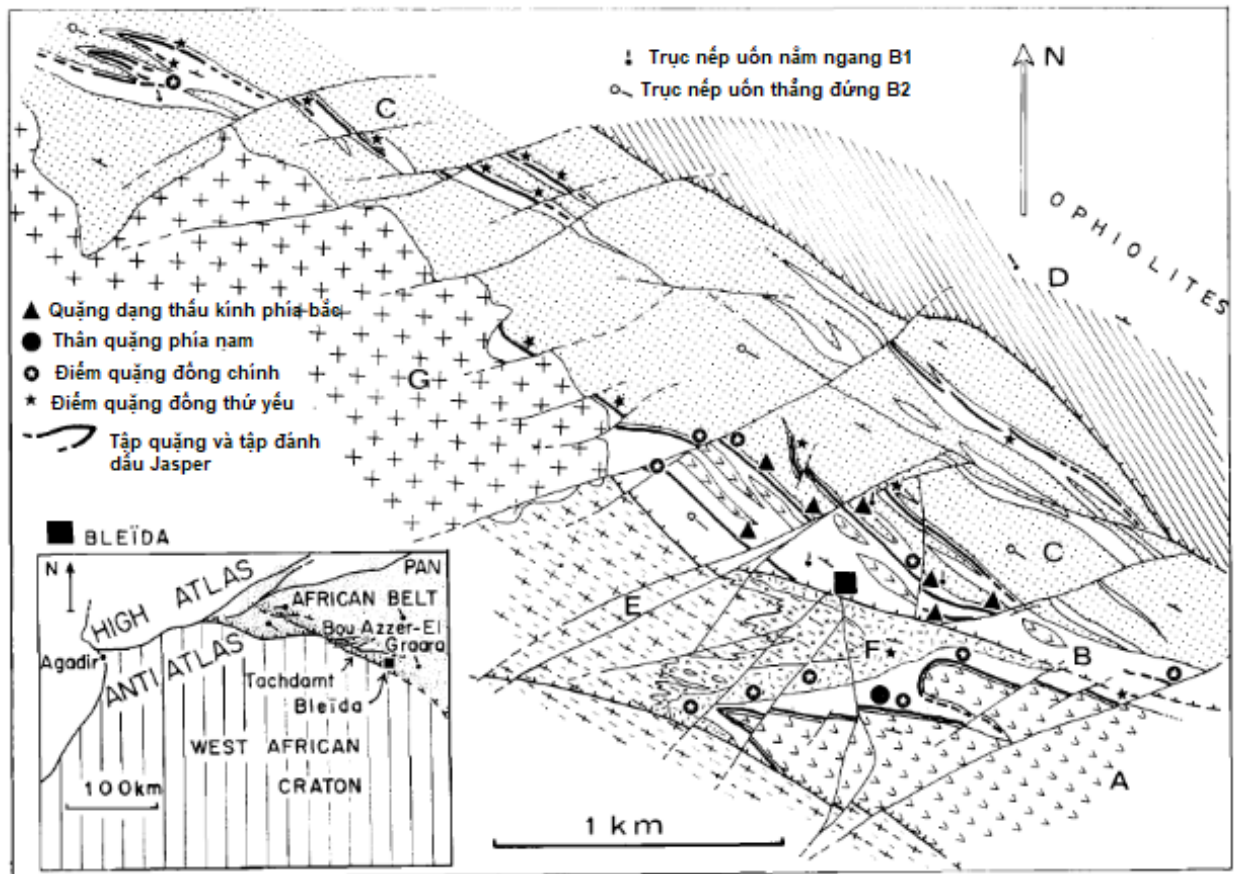 Trục nếp uốn nằm ngang B1
Trục nếp uốn thẳng đứng B2
N
C
OPHIOLITES
D
Quặng dạng thấu kính phía bắc
Thân quặng phía nam
Điểm quặng đồng chính
Điểm quặng đồng thứ yếu
Tập quặng và tập đánh
dấu Jasper
G
BLEÏDA
N
HIGH ATLAS
PAN
AFRICAN BELT
Bou Azzer-El
Graara
Agadir
ANTI ATLAS
Tachdamt
Bleïda
WEST AFRICAN
CRATON
100km
C
E
F
B
A
1 km